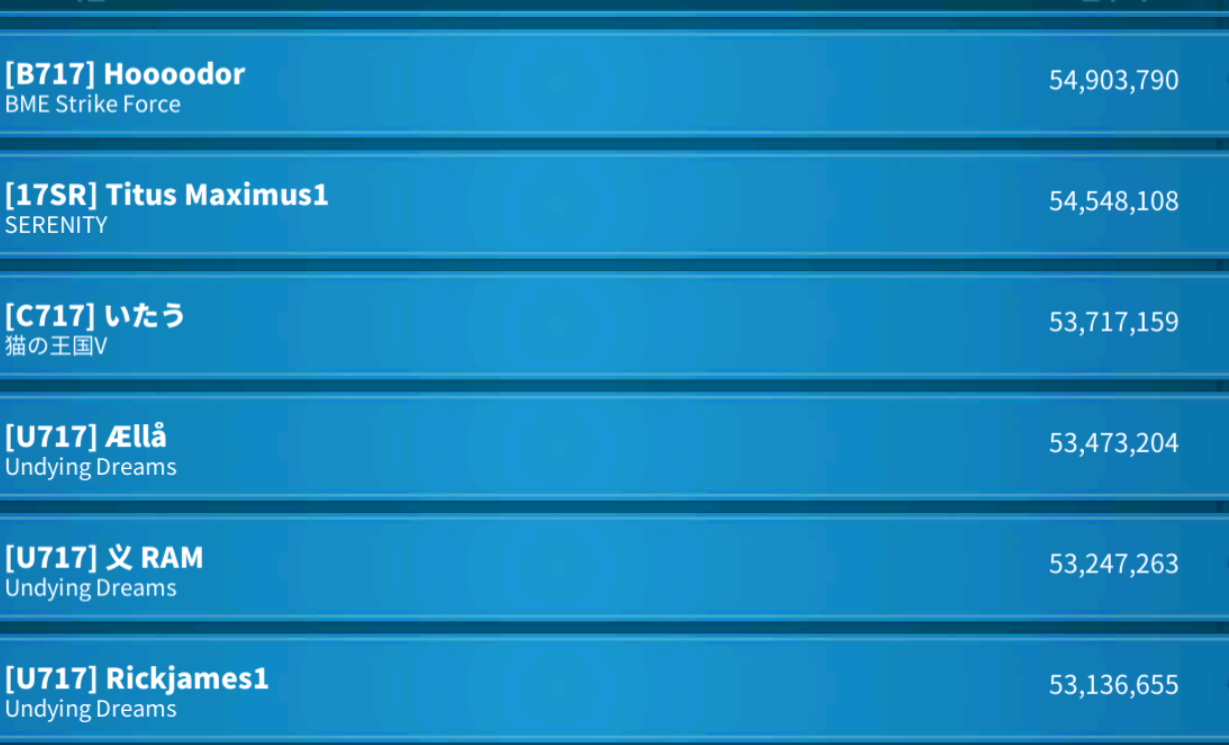 [B717] Hoooodor
54,903,790
BME Strike Force
[17SR] Titus Maximus1
54,548,108
SERENITY
[C717] いたう
53,717,159
猫の王国V
[U717] Ællå
53,473,204
Undying Dreams
[U717] 义 RAM
53,247,263
Undying Dreams
[U717] Rickjames1
53,136,655
Undying Dreams